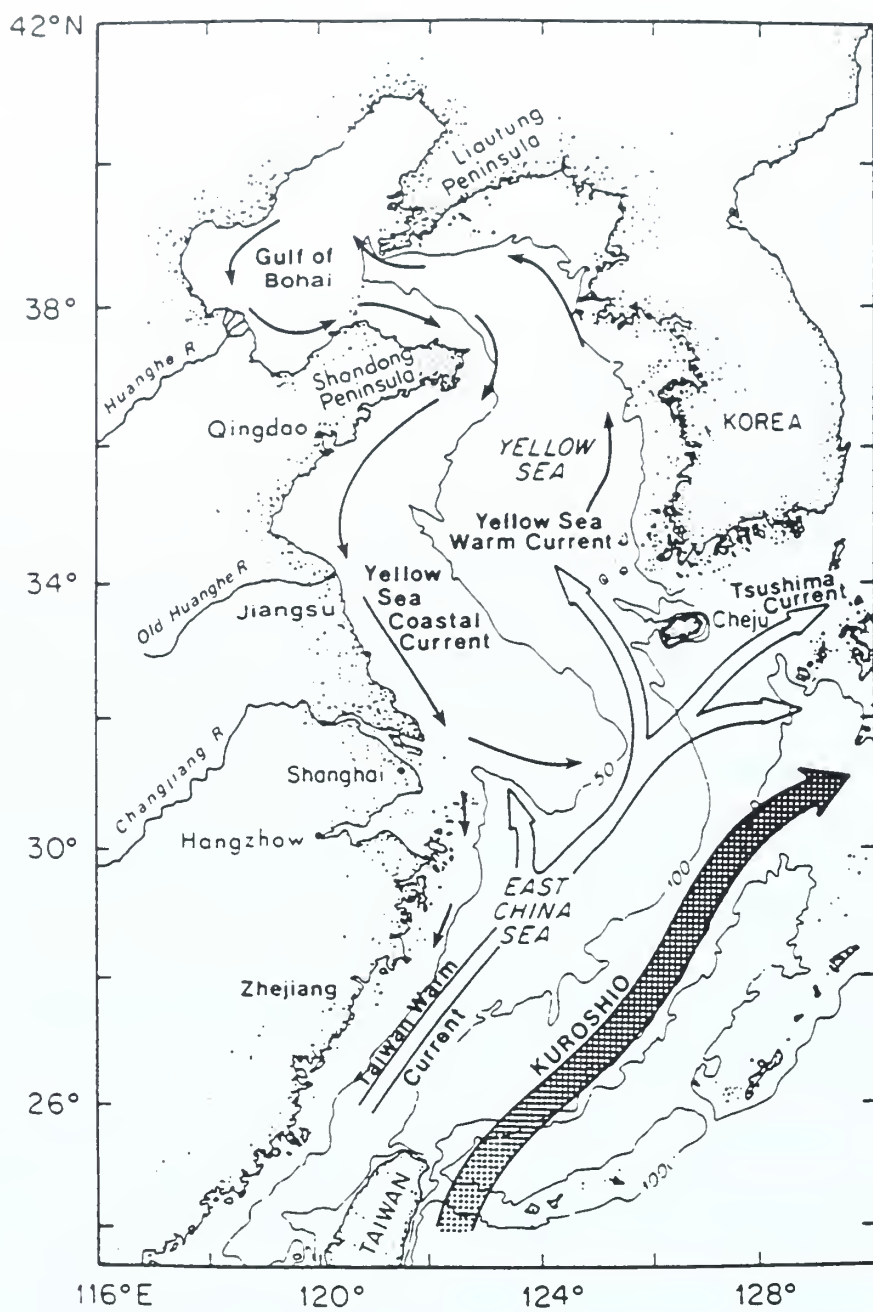 42°N
Liautung
Peninsula
Gulf of
Bohai
38°
Huanghe R
Shandong
Peninsula
Qingdao
KOREA
YELLOW
SEA
Yellow Sea
Warm Current
34°
Old Huanghe R
Jiangsu
Yellow
Sea
Coastal
Current
Tsushima
Current
Cheju
Changjiang R
Shanghai
50
Hangzhow
30°
EAST
CHINA
SEA
100
Zhejiang
Taiwan Warm
Current
KUROSHIO
26°
TAIWAN
100
116°E
120°
124°
128°